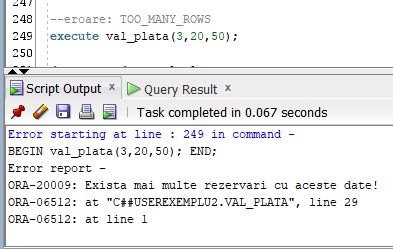 247
248 --eroare: TOO_MANY_ROWS
249 execute val_plata(3,20,50);
250
Script Output x Query Result x
Task completed in 0.067 seconds
Error starting at line : 249 in command -
BEGIN val_plata(3,20,50); END;
Error report -
ORA-20009: Exista mai multe rezervari cu aceste date!
ORA-06512: at "C##USEREXEMPLU2.VAL_PLATA", line 29
ORA-06512: at line 1